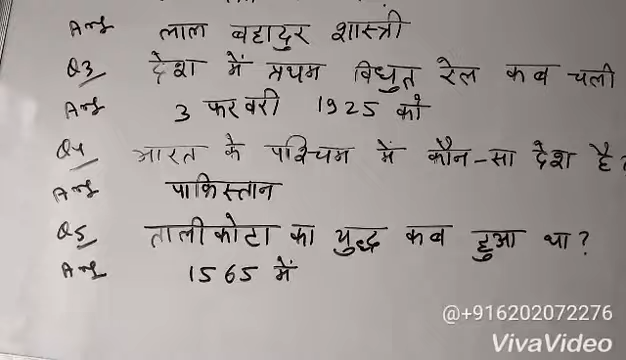 Ans लाल बहादुर शास्त्री
Q3 देश में प्रथम विधुत रेल कब चली
Ans 3 फरवरी 1925 को
Q4 भारत के पश्चिम में कौन-सा देश है?
Ans पाकिस्तान
Q5 तालीकोटा का युद्ध कब हुआ था?
Ans 1565 में
@+916202072276
VivaVideo